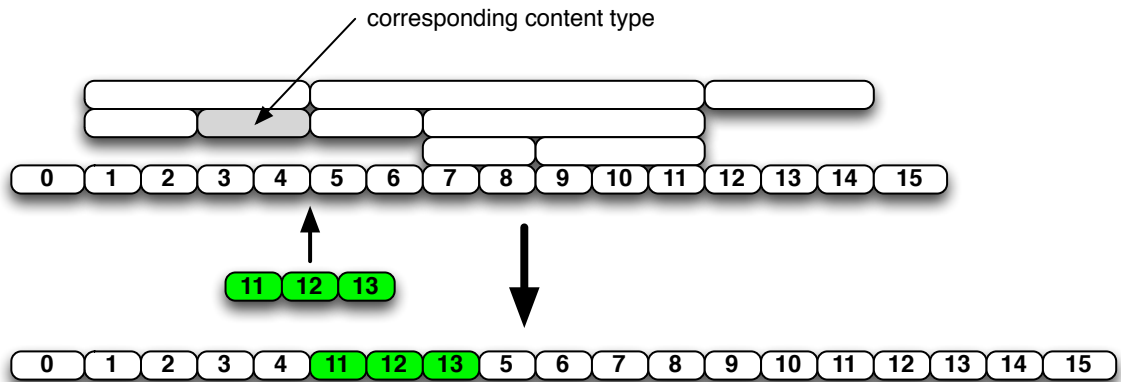 corresponding content type
0 1 2 3 4 5 6 7 8 9 10 11 12 13 14 15
11 12 13
0 1 2 3 4 11 12 13 5 6 7 8 9 10 11 12 13 14 15